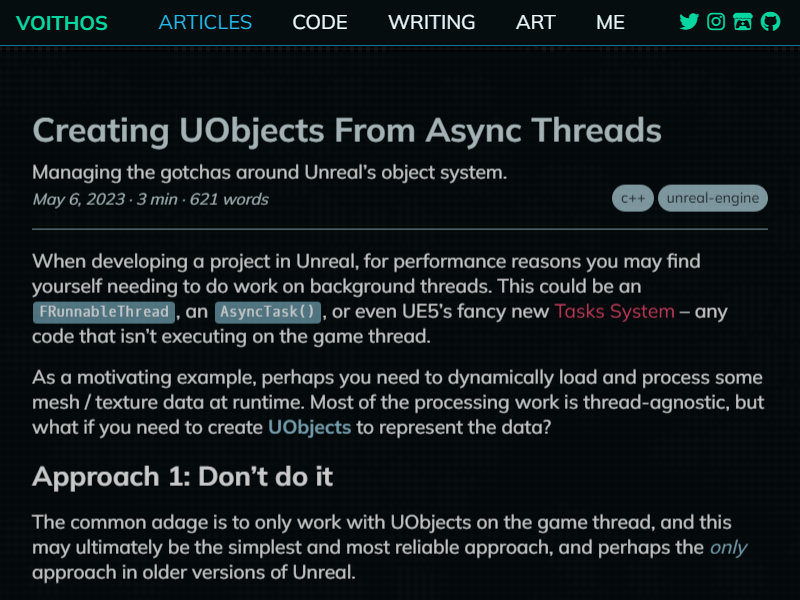 VOITHOS ARTICLES CODE WRITING ART ME
Creating UObjects From Async Threads
Managing the gotchas around Unreal's object system.
May 6, 2023 · 3 min · 621 words c++ unreal-engine
When developing a project in Unreal, for performance reasons you may find
yourself needing to do work on background threads. This could be an
FRunnableThread, an AsyncTask(), or even UE5's fancy new Tasks System – any
code that isn't executing on the game thread.
As a motivating example, perhaps you need to dynamically load and process some
mesh / texture data at runtime. Most of the processing work is thread-agnostic, but
what if you need to create UObjects to represent the data?
Approach 1: Don't do it
The common adage is to only work with UObjects on the game thread, and this
may ultimately be the simplest and most reliable approach, and perhaps the only
approach in older versions of Unreal.